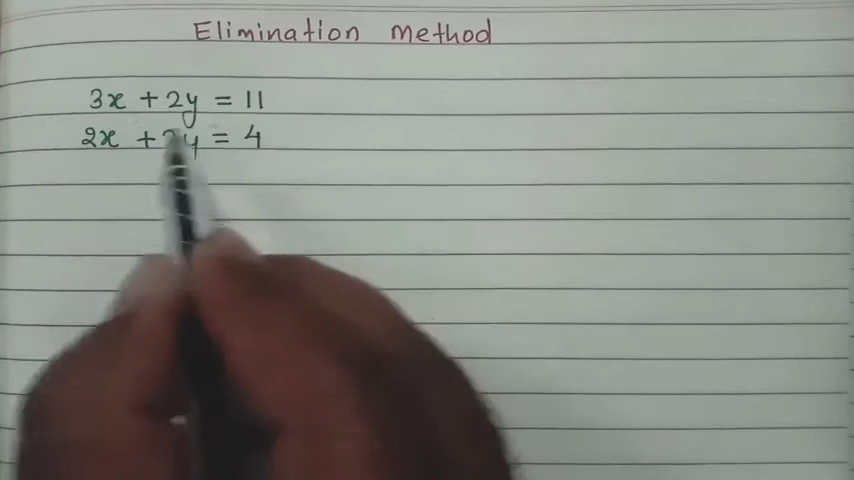 Elimination method
3x + 2y = 11
2x + y = 4